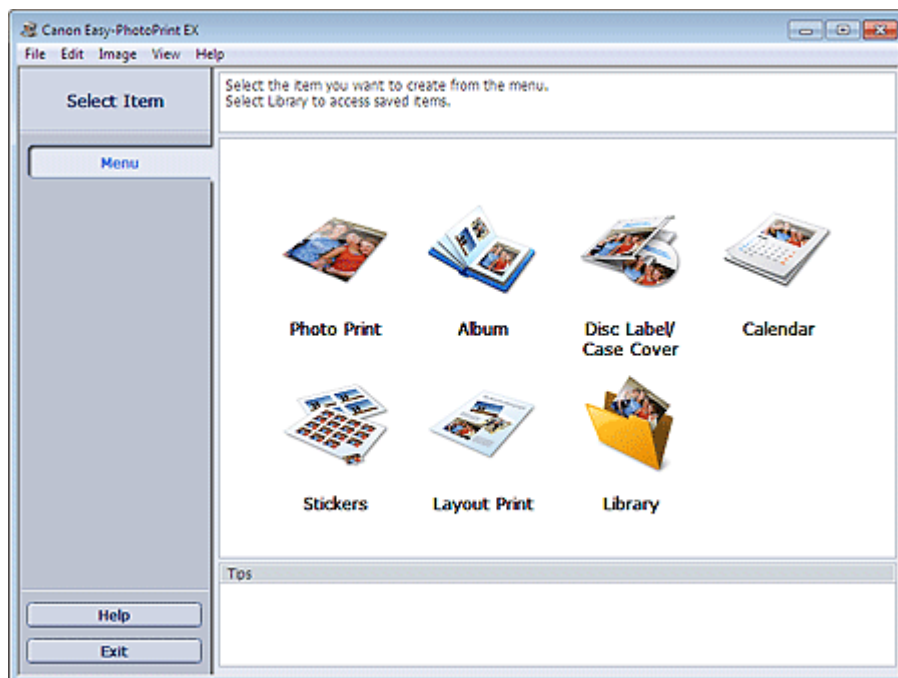 Canon Easy-PhotoPrint EX
File Edit Image View Help
Select Item
Select the item you want to create from the menu.
Select Library to access saved items.
Menu
Photo Print
Album
Disc Label/
Case Cover
Calendar
Stickers
Layout Print
Library
Tips
Help
Exit